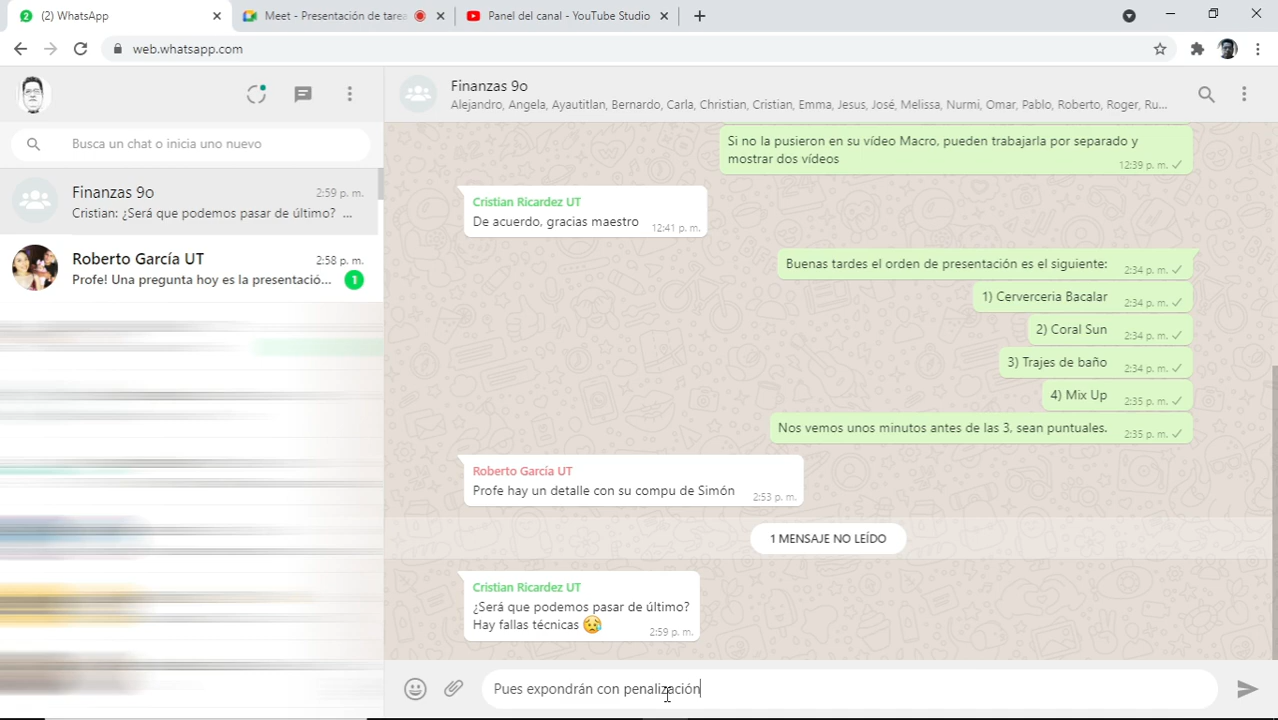 (2) WhatsApp
Meet - Presentación de tarea
Panel del canal - YouTube Studio
web.whatsapp.com
Finanzas 9o
Alejandro, Angela, Ayautitlan, Bernardo, Carla, Christian, Cristian, Emma, Jesus, José, Melissa, Nurmi, Omar, Pablo, Roberto, Roger, Ru...
Busca un chat o inicia uno nuevo
Finanzas 9o
2:59 p. m.
Cristian: ¿Será que podemos pasar de último? ...
Roberto García UT
2:58 p. m.
Profe! Una pregunta hoy es la presentació...
1
Si no la pusieron en su vídeo Macro, pueden trabajarla por separado y
mostrar dos vídeos
12:39 p. m.
Cristian Ricardez UT
De acuerdo, gracias maestro
12:41 p. m.
Buenas tardes el orden de presentación es el siguiente:
2:34 p. m.
1) Cerverceria Bacalar
2:34 p. m.
2) Coral Sun
2:34 p. m.
3) Trajes de baño
2:34 p. m.
4) Mix Up
2:35 p. m.
Nos vemos unos minutos antes de las 3, sean puntuales.
2:35 p. m.
Roberto García UT
Profe hay un detalle con su compu de Simón
2:53 p. m.
1 MENSAJE NO LEÍDO
Cristian Ricardez UT
¿Será que podemos pasar de último?
Hay fallas técnicas
2:59 p. m.
Pues expondrán con penalización